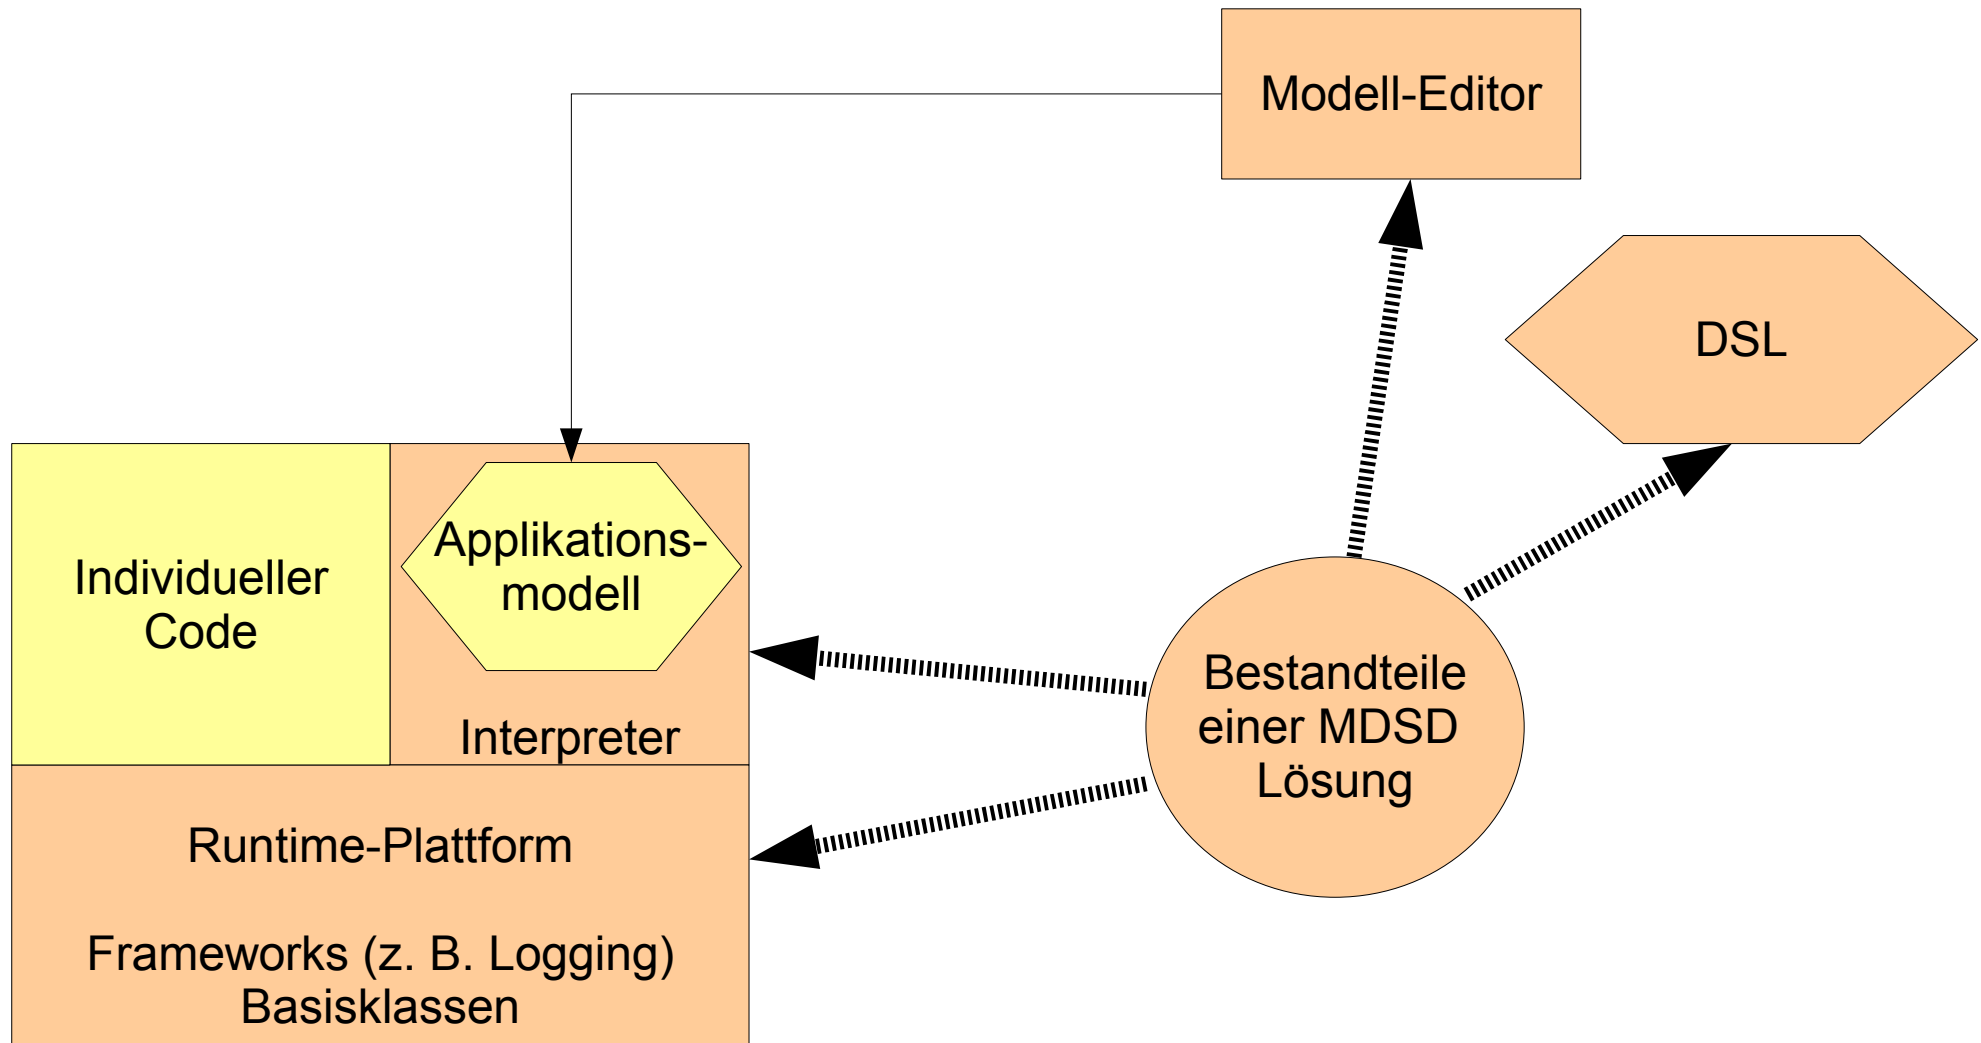 Modell-Editor
DSL
Applikations-
modell
Individueller
Code
Interpreter
Bestandteile
einer MDSD
Lösung
Runtime-Plattform
Frameworks (z. B. Logging)
Basisklassen